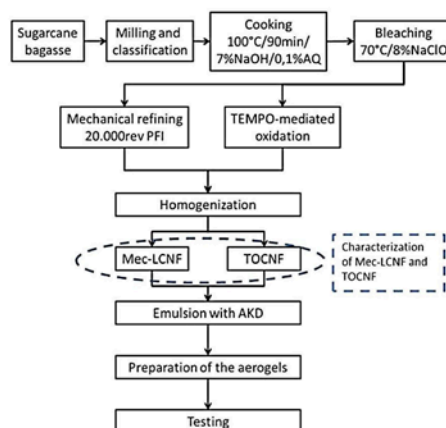 Sugarcane
bagasse
Milling and
classification
Cooking
100°C/90min/
7%NaOH/0,1%AQ
Bleaching
70°C/8%NaClO
Mechanical refining
20.000rev PFI
TEMPO-mediated
oxidation
Homogenization
Mec-LCNF
TOCNF
Characterization
of Mec-LCNF and
TOCNF
Emulsion with AKD
Preparation of the aerogels
Testing